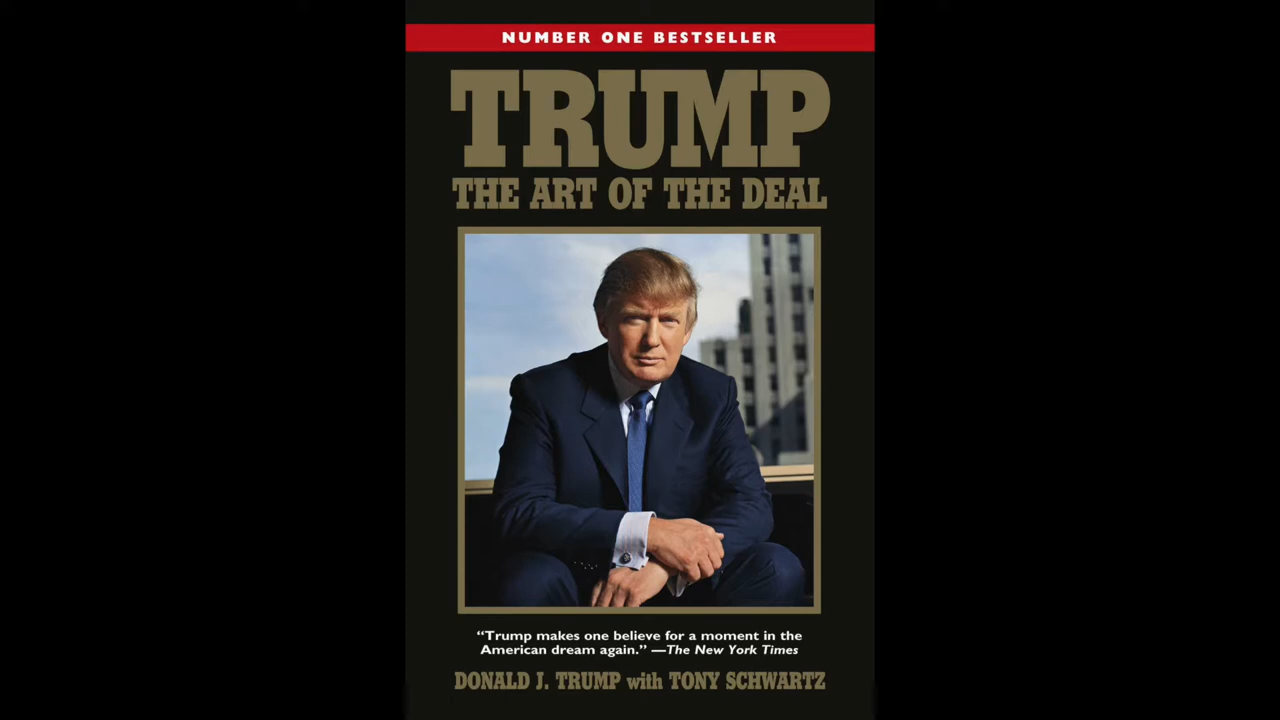 NUMBER ONE BESTSELLER
TRUMP
THE ART OF THE DEAL
“Trump makes one believe for a moment in the
American dream again.” —The New York Times
DONALD J. TRUMP with TONY SCHWARTZ